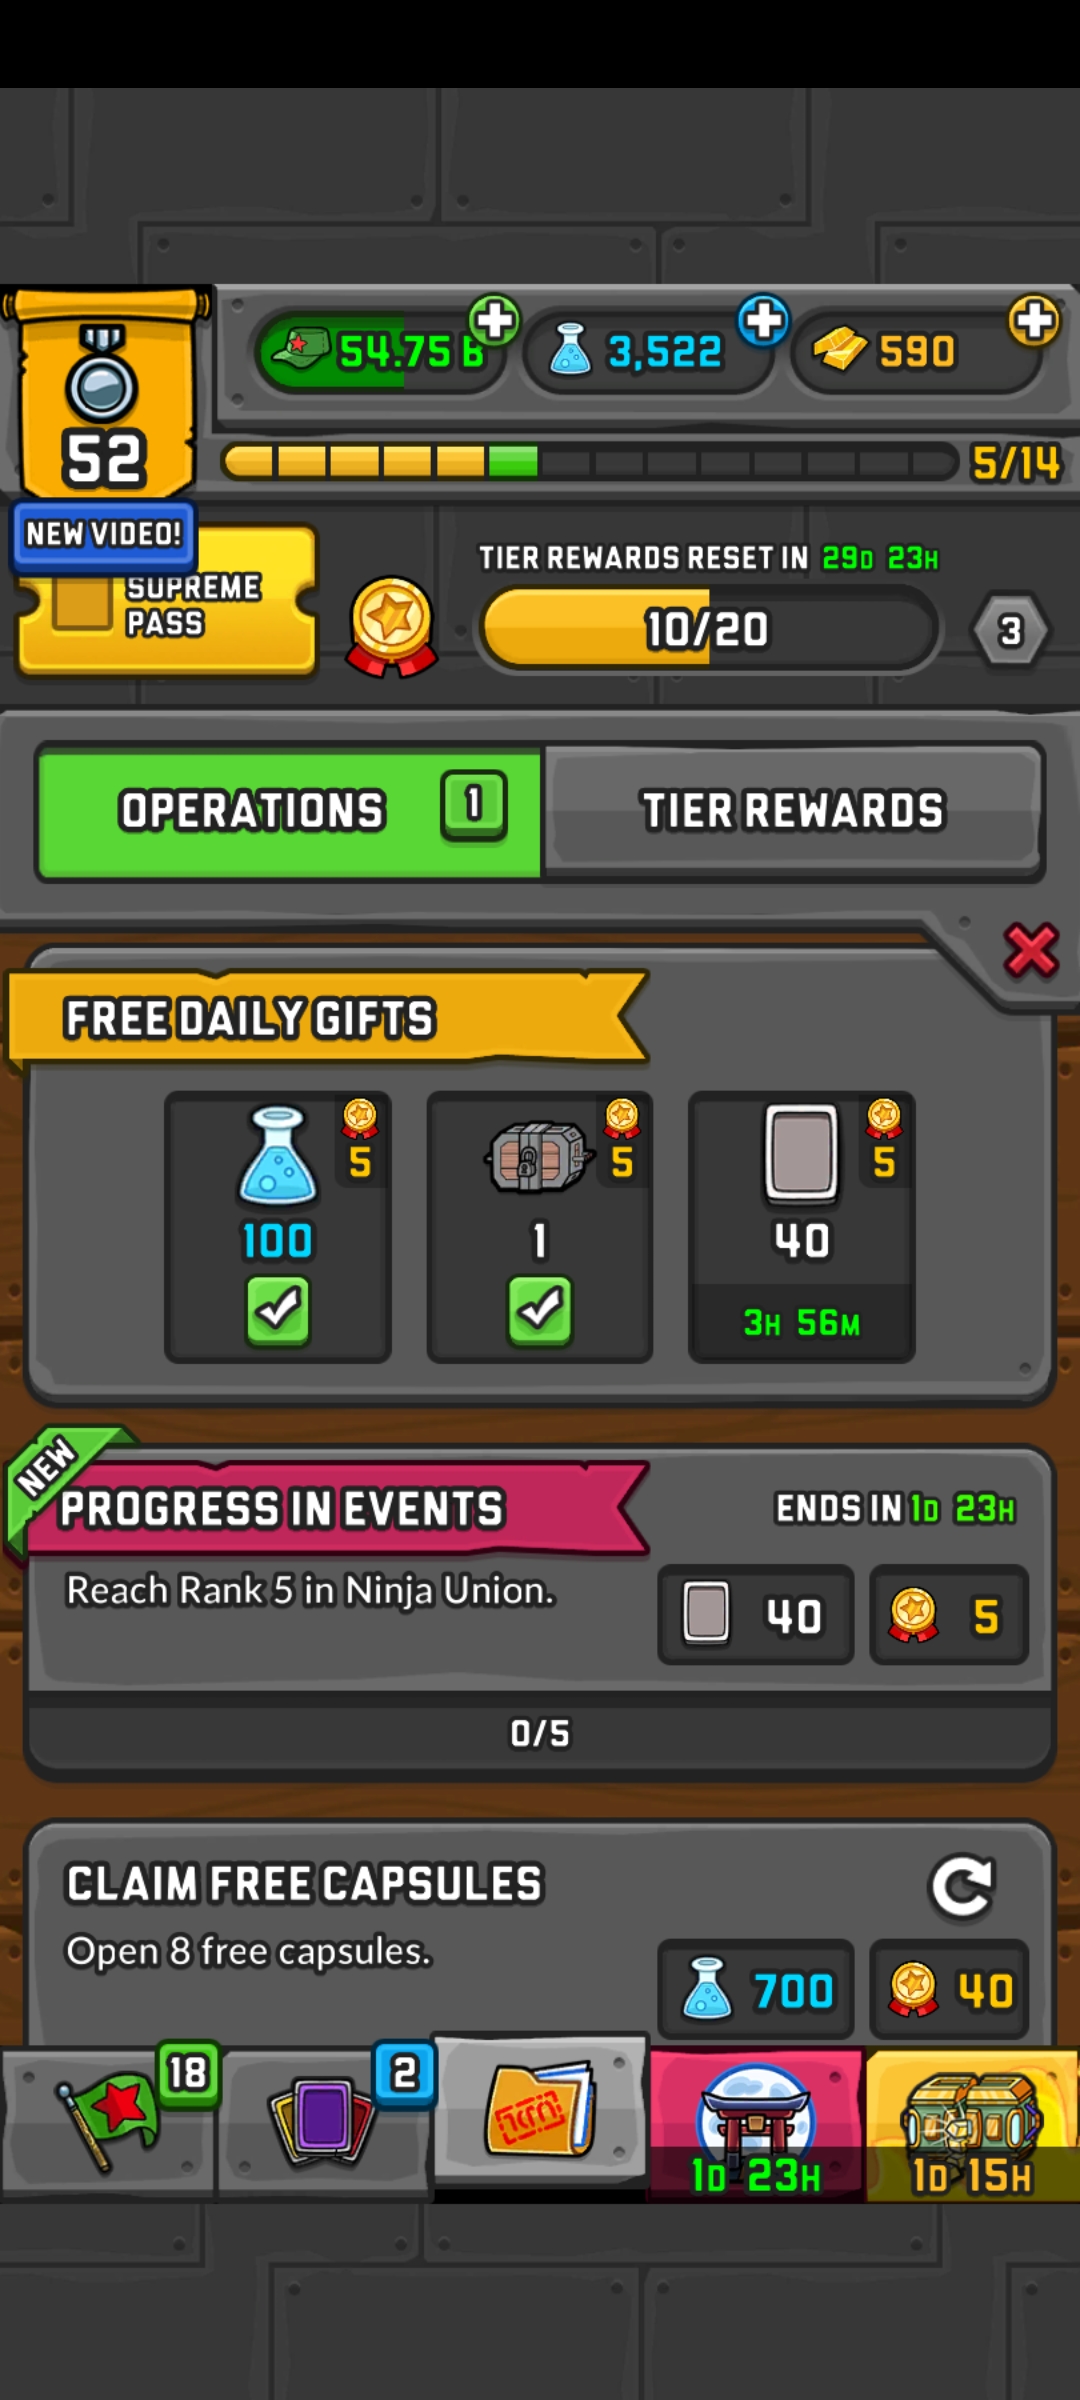 54.75 B
3,522
590
52
5/14
NEW VIDEO!
SUPREME
PASS
TIER REWARDS RESET IN 29D 23H
10/20
3
OPERATIONS 1
TIER REWARDS
FREE DAILY GIFTS
5
5
5
100
1
40
3H 56M
NEW
PROGRESS IN EVENTS
ENDS IN 1D 23H
Reach Rank 5 in Ninja Union.
40
5
0/5
CLAIM FREE CAPSULES
Open 8 free capsules.
700
40
18
2
1D 23H
1D 15H